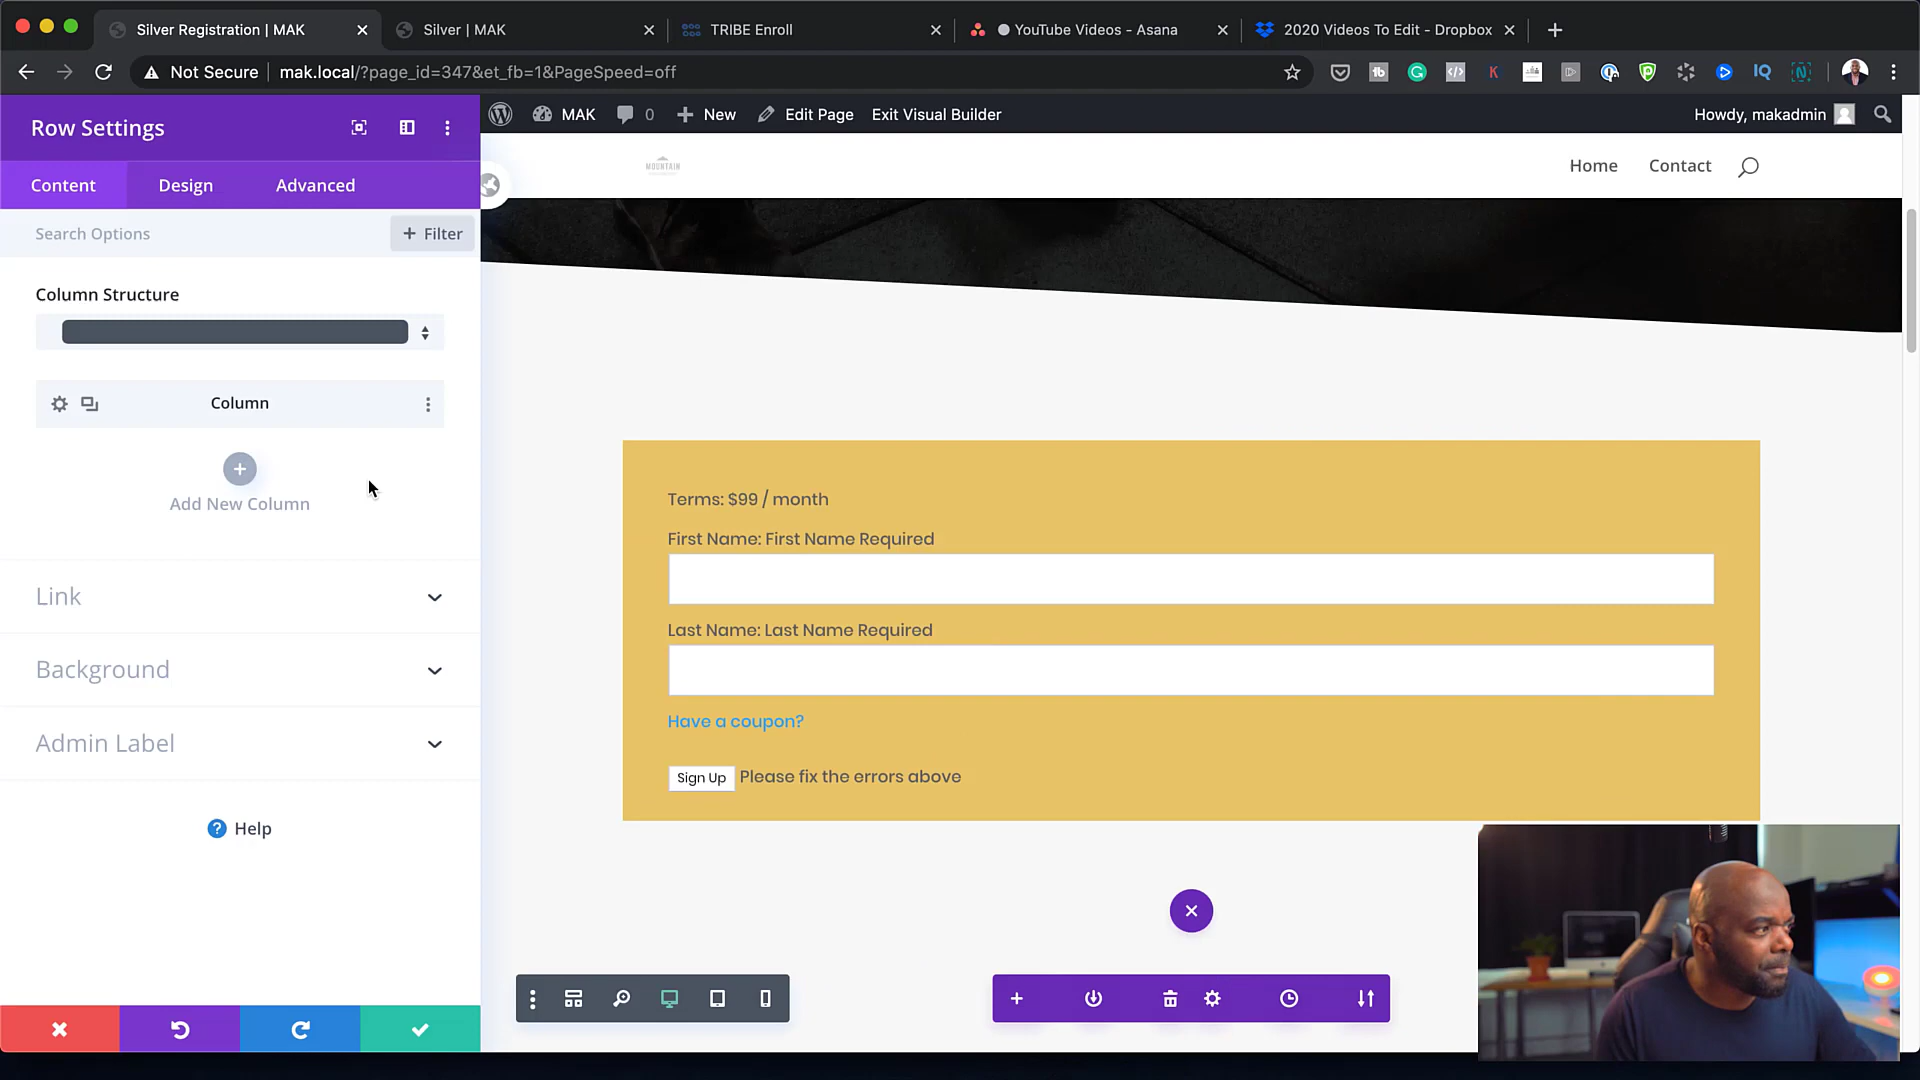 Silver Registration | MAK
Silver | MAK
TRIBE Enroll
YouTube Videos - Asana
2020 Videos To Edit - Dropbox
Not Secure
mak.local/?page_id=347&et_fb=1&PageSpeed=off
Row Settings
MAK
0
New
Edit Page
Exit Visual Builder
Howdy, makadmin
Content
Design
Advanced
MOUNTAIN
Home
Contact
Search Options
+ Filter
Column Structure
Column
Add New Column
Link
Background
Admin Label
? Help
Terms: $99 / month
First Name: First Name Required
Last Name: Last Name Required
Have a coupon?
Sign Up
Please fix the errors above